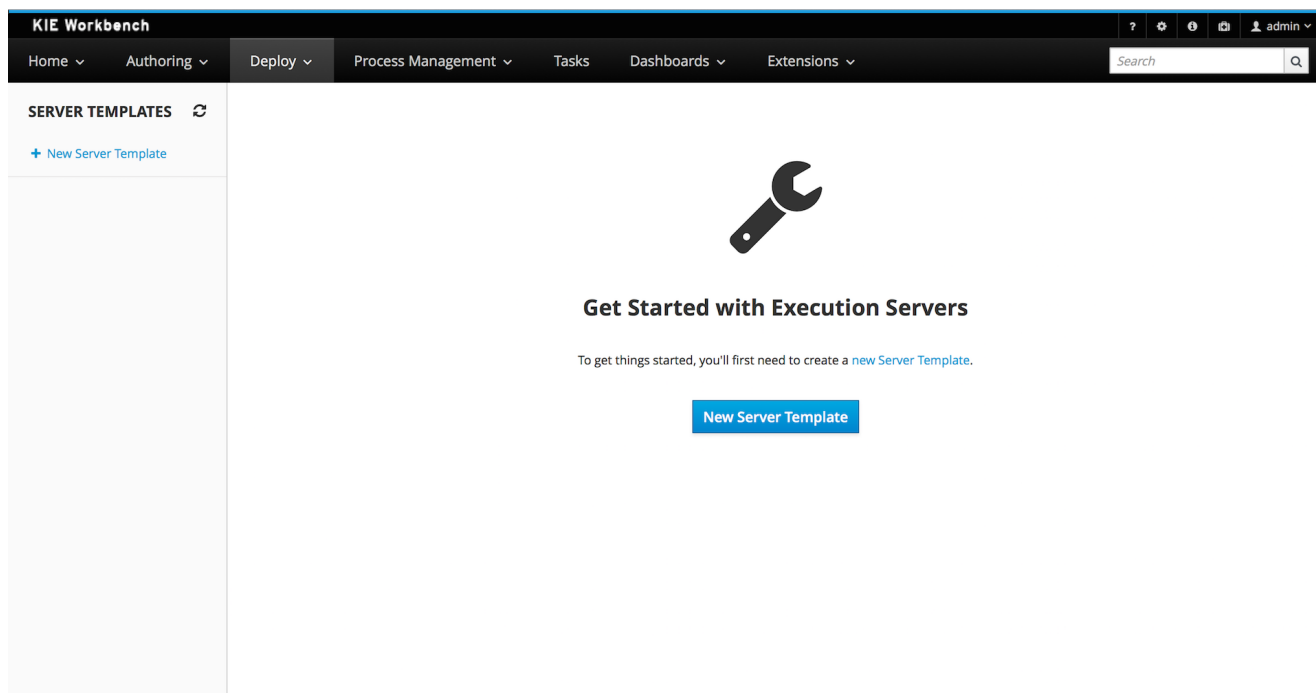 KIE Workbench
? admin
Home Authoring Deploy Process Management Tasks Dashboards Extensions Search
SERVER TEMPLATES
+ New Server Template
Get Started with Execution Servers
To get things started, you'll first need to create a new Server Template.
New Server Template